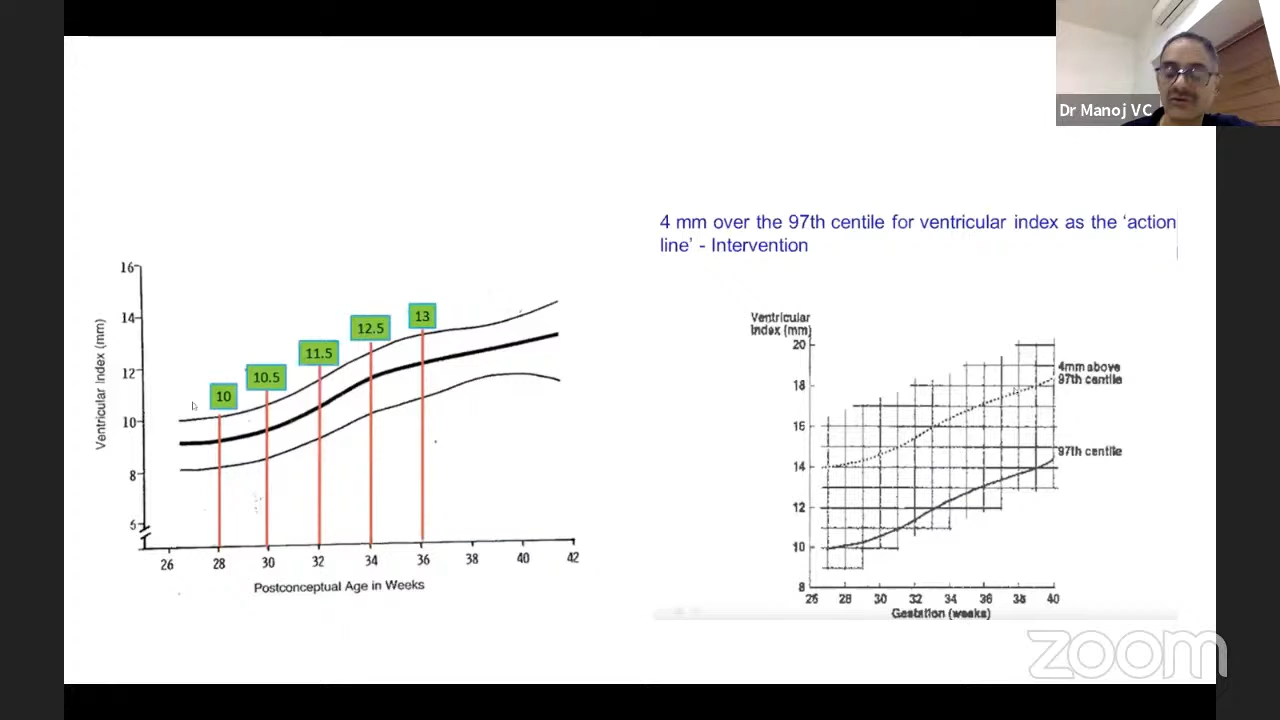 Dr Manoj VC
4 mm over the 97th centile for ventricular index as the ‘action
line’ - Intervention
16
14
12
10
8
6
Ventricular Index (mm)
10
10.5
11.5
12.5
13
26 28 30 32 34 36 38 40 42
Postconceptual Age in Weeks
Ventricular
Index (mm)
20
18
16
14
12
10
8
4mm above
97th centile
97th centile
26 28 30 32 34 36 38 40
Gestation (weeks)
zoom